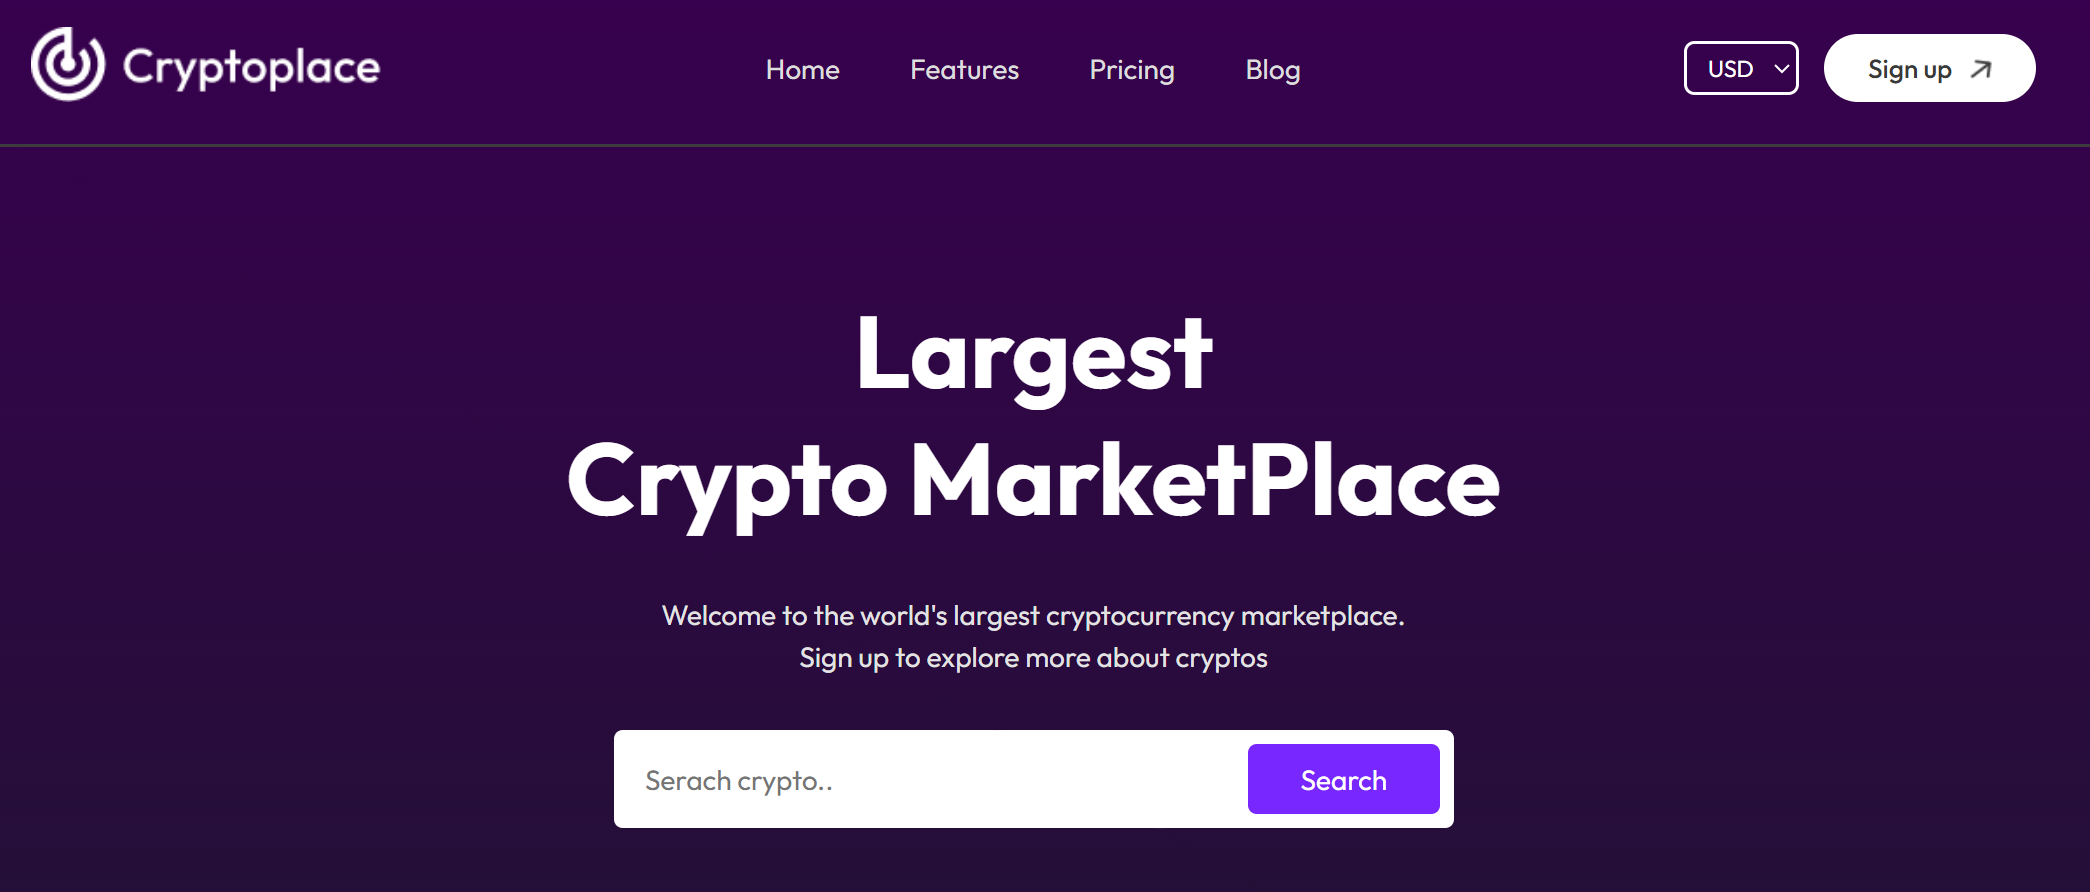 Cryptoplace
Home Features Pricing Blog
USD
Sign up
Largest
Crypto MarketPlace
Welcome to the world's largest cryptocurrency marketplace.
Sign up to explore more about cryptos
Serach crypto..
Search